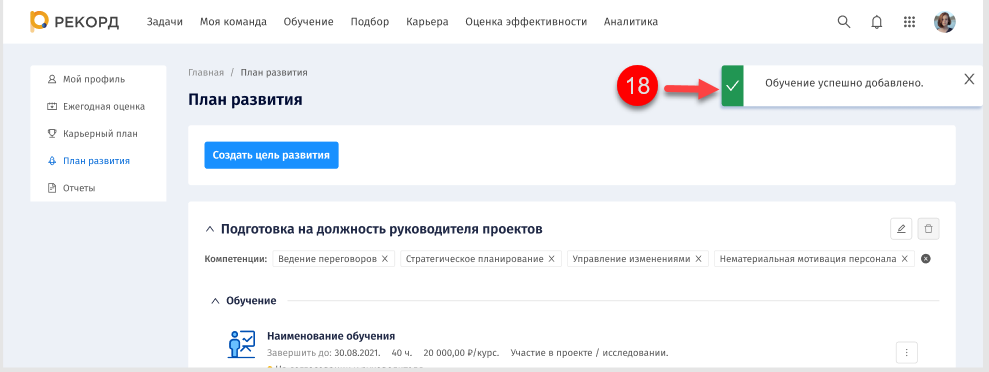 РЕКОРД Задачи Моя команда Обучение Подбор Карьера Оценка эффективности Аналитика
Мой профиль
Ежегодная оценка
Карьерный план
План развития
Отчеты
Главная / План развития
План развития
18
Обучение успешно добавлено.
Создать цель развития
Подготовка на должность руководителя проектов
Компетенции: Ведение переговоров Стратегическое планирование Управление изменениями Нематериальная мотивация персонала
Обучение
Наименование обучения
Завершить до: 30.08.2021. 40 ч. 20 000,00 ₽/курс. Участие в проекте / исследовании.